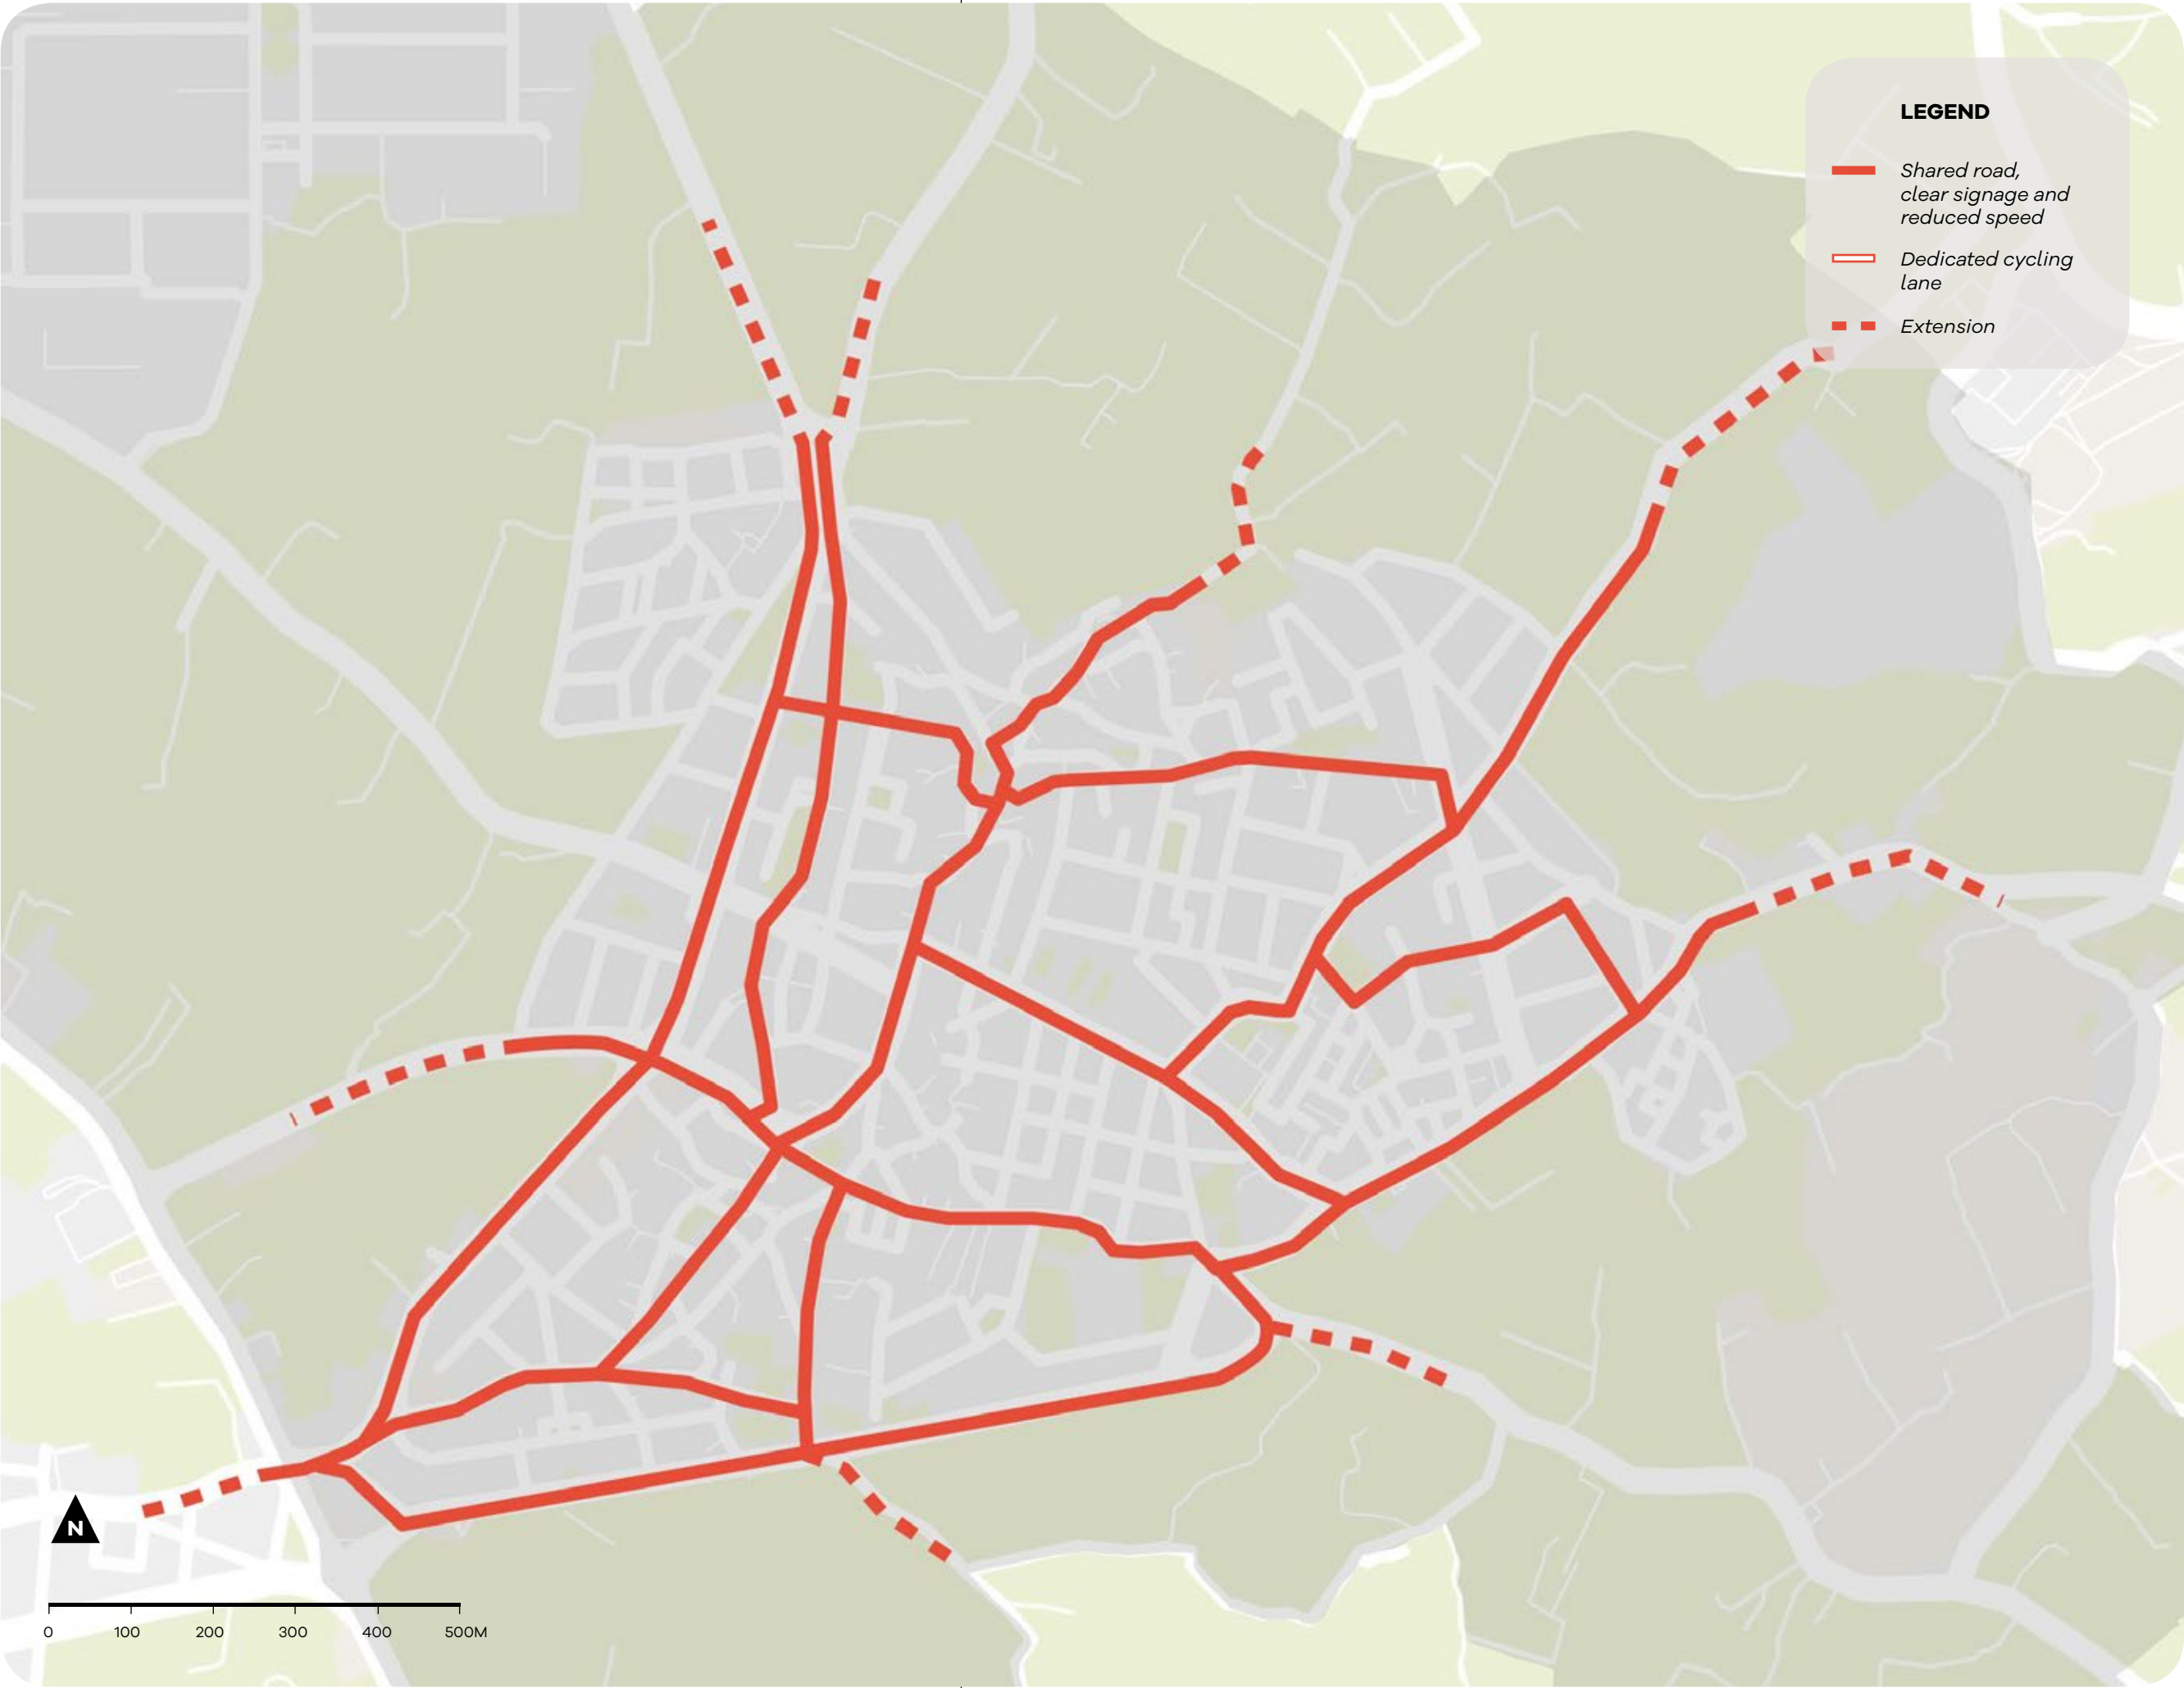 LEGEND
Shared road,
clear signage and
reduced speed
Dedicated cycling
lane
Extension
N
0 100 200 300 400 500M